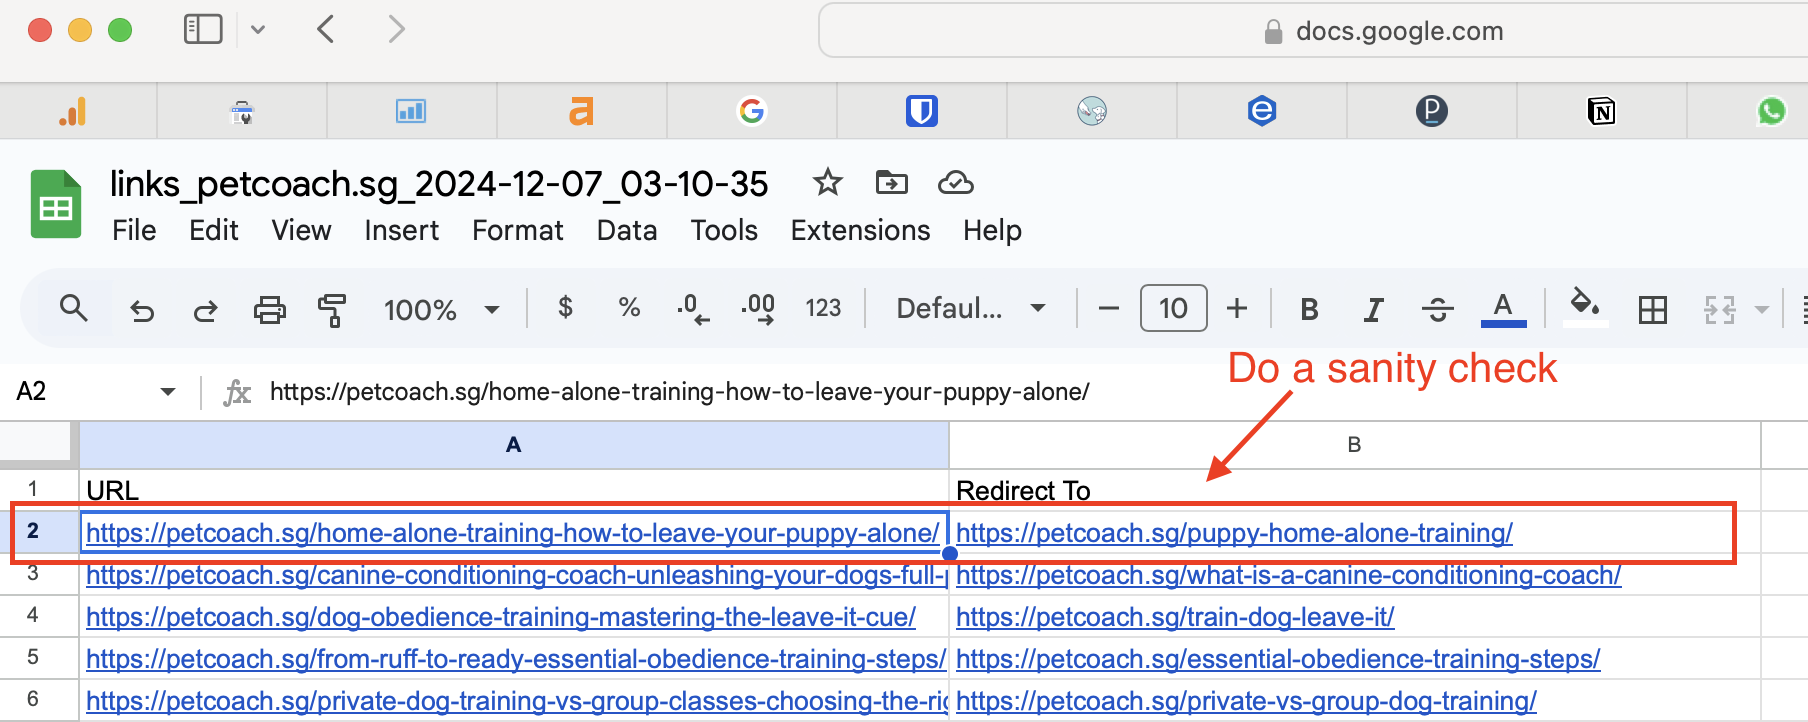 docs.google.com
links_petcoach.sg_2024-12-07_03-10-35
File Edit View Insert Format Data Tools Extensions Help
100% $ % .0 .00 123 Defaul... 10 B I S A
Do a sanity check
A2 fx https://petcoach.sg/home-alone-training-how-to-leave-your-puppy-alone/
A B
1 URL Redirect To
2 https://petcoach.sg/home-alone-training-how-to-leave-your-puppy-alone/ https://petcoach.sg/puppy-home-alone-training/
3 https://petcoach.sg/canine-conditioning-coach-unleashing-your-dogs-full- https://petcoach.sg/what-is-a-canine-conditioning-coach/
4 https://petcoach.sg/dog-obedience-training-mastering-the-leave-it-cue/ https://petcoach.sg/train-dog-leave-it/
5 https://petcoach.sg/from-ruff-to-ready-essential-obedience-training-steps/ https://petcoach.sg/essential-obedience-training-steps/
6 https://petcoach.sg/private-dog-training-vs-group-classes-choosing-the-ri https://petcoach.sg/private-vs-group-dog-training/